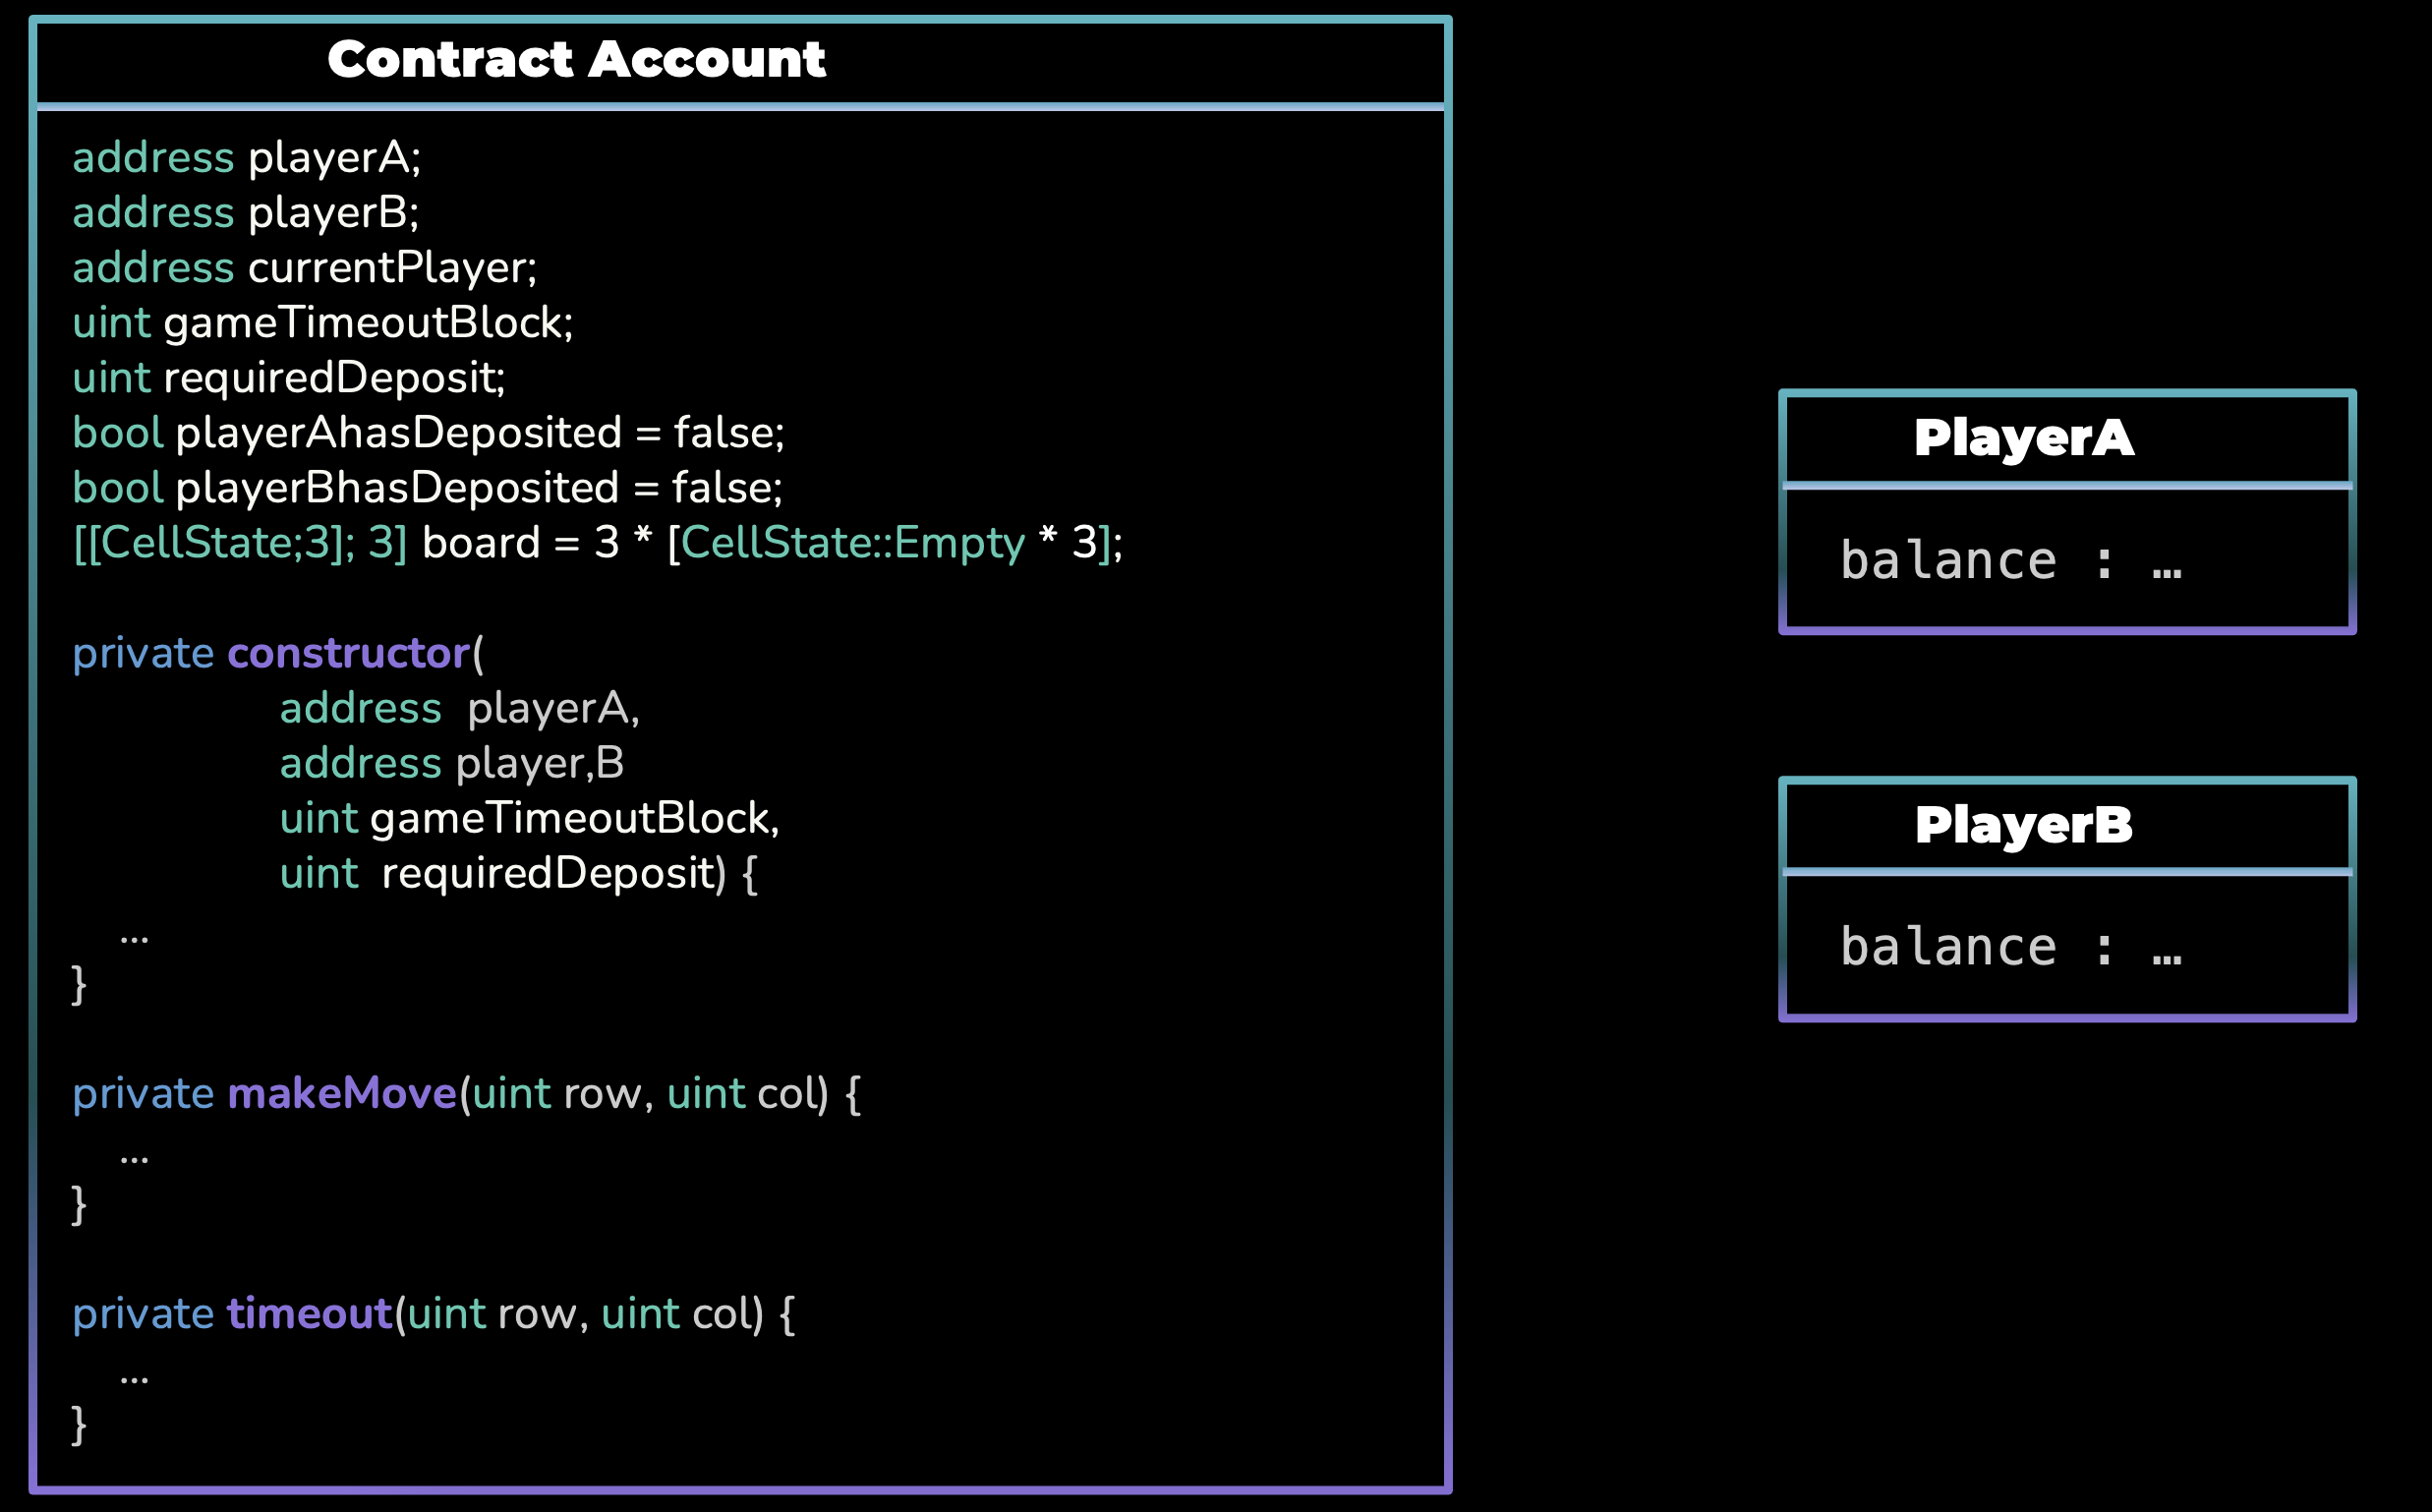 Contract Account
address playerA;
address playerB;
address currentPlayer;
uint gameTimeoutBlock;
uint requiredDeposit;
bool playerAhasDeposited = false;
bool playerBhasDeposited = false;
[[CellState;3]; 3] board = 3 * [CellState::Empty * 3];
private constructor(
address  playerA,
address player,B
uint gameTimeoutBlock,
uint  requiredDeposit) {
...
}
private makeMove(uint row, uint col) {
...
}
private timeout(uint row, uint col) {
...
}
PlayerA
balance : …
PlayerB
balance : …